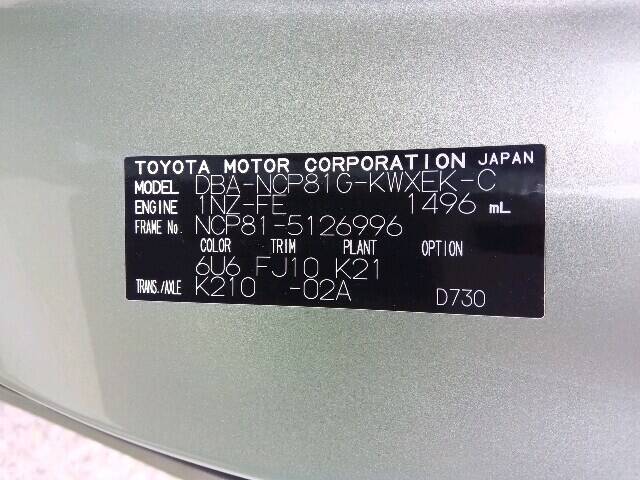 TOYOTA MOTOR CORPORATION JAPAN
MODEL DBA-NCP81G-KWXEK-C
ENGINE 1NZ-FE 1496 mL
FRAME No. NCP81-5126996
COLOR TRIM PLANT OPTION
6U6 FJ10 K21
TRANS./AXLE K210 -02A D730